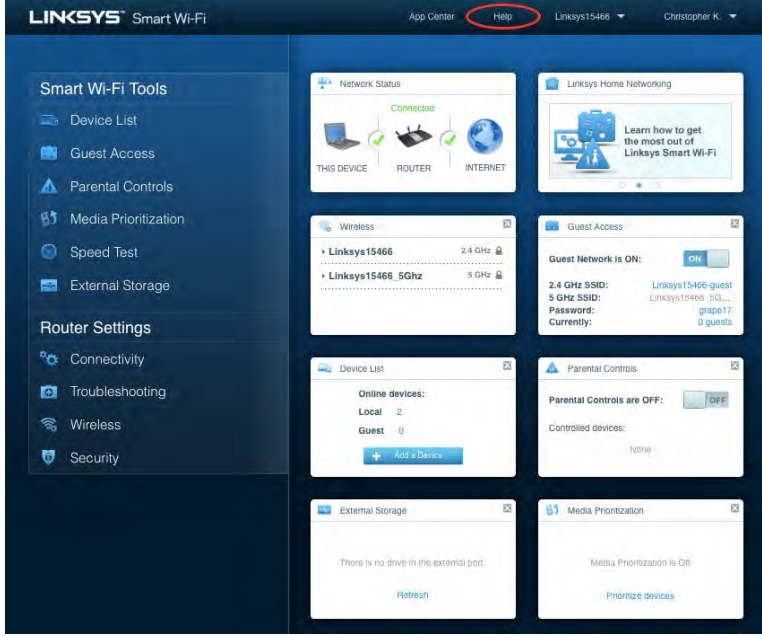 LINKSYS Smart Wi-Fi
App Center Help Linksys15466 Christopher K.
Smart Wi-Fi Tools
Device List
Guest Access
Parental Controls
Media Prioritization
Speed Test
External Storage
Router Settings
Connectivity
Troubleshooting
Wireless
Security
Network Status
Connected
THIS DEVICE ROUTER INTERNET
Linksys Home Networking
Learn how to get
the most out of
Linksys Smart Wi-Fi
Wireless
Linksys15466 2.4 GHz
Linksys15466_5Ghz 5 GHz
Guest Access
Guest Network is ON: ON
2.4 GHz SSID: Linksys15466-guest
5 GHz SSID: Linksys15466_5G...
Password: grape17
Currently: 0 guests
Device List
Online devices:
Local 2
Guest 0
Add a Device
Parental Controls
Parental Controls are OFF: OFF
Controlled devices:
None
External Storage
There is no drive in the external port.
Refresh
Media Prioritization
Media Prioritization is Off
Prioritize devices